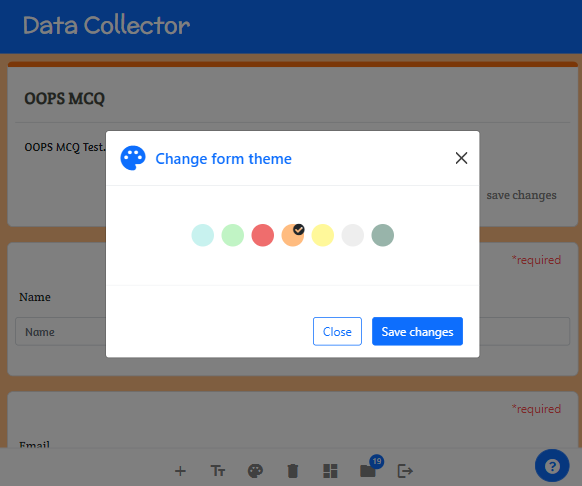 Data Collector
OOPS MCQ
OOPS MCQ Test.
Change form theme
save changes
*required
Name
Name
Close
Save changes
*required
Email
19